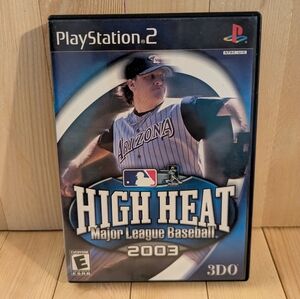 PlayStation 2
ARIZONA
HIGH HEAT
Major League Baseball
2003
E
3DO